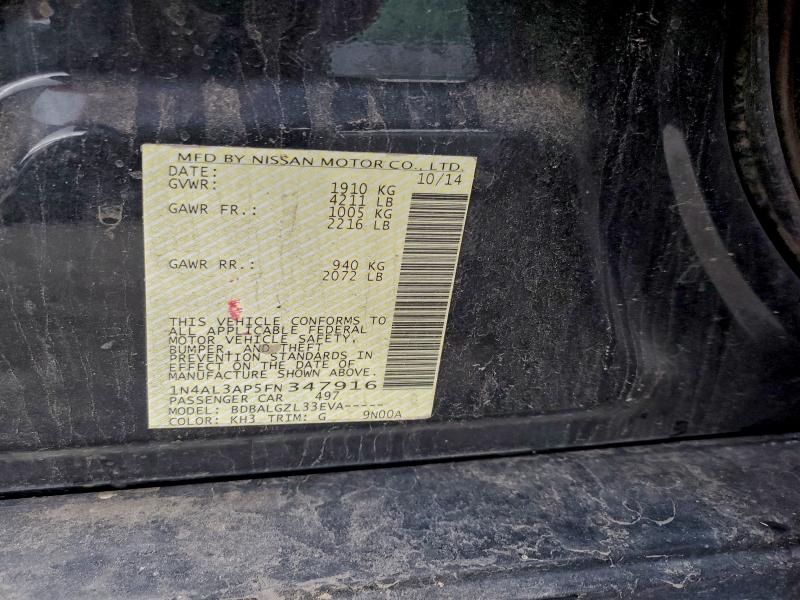 MFD BY NISSAN MOTOR CO., LTD.
DATE: 10/14
GVWR: 1910 KG
4211 LB
GAWR FR.: 1005 KG
2216 LB
GAWR RR.: 940 KG
2072 LB
THIS VEHICLE CONFORMS TO
ALL APPLICABLE FEDERAL
MOTOR VEHICLE SAFETY,
BUMPER AND THEFT
PREVENTION STANDARDS IN
EFFECT ON THE DATE OF
MANUFACTURE SHOWN ABOVE.
1N4AL3AP5FN347916
PASSENGER CAR 497
MODEL: BDBALGZL33EVA-----
COLOR: KH3 TRIM: G 9N00A